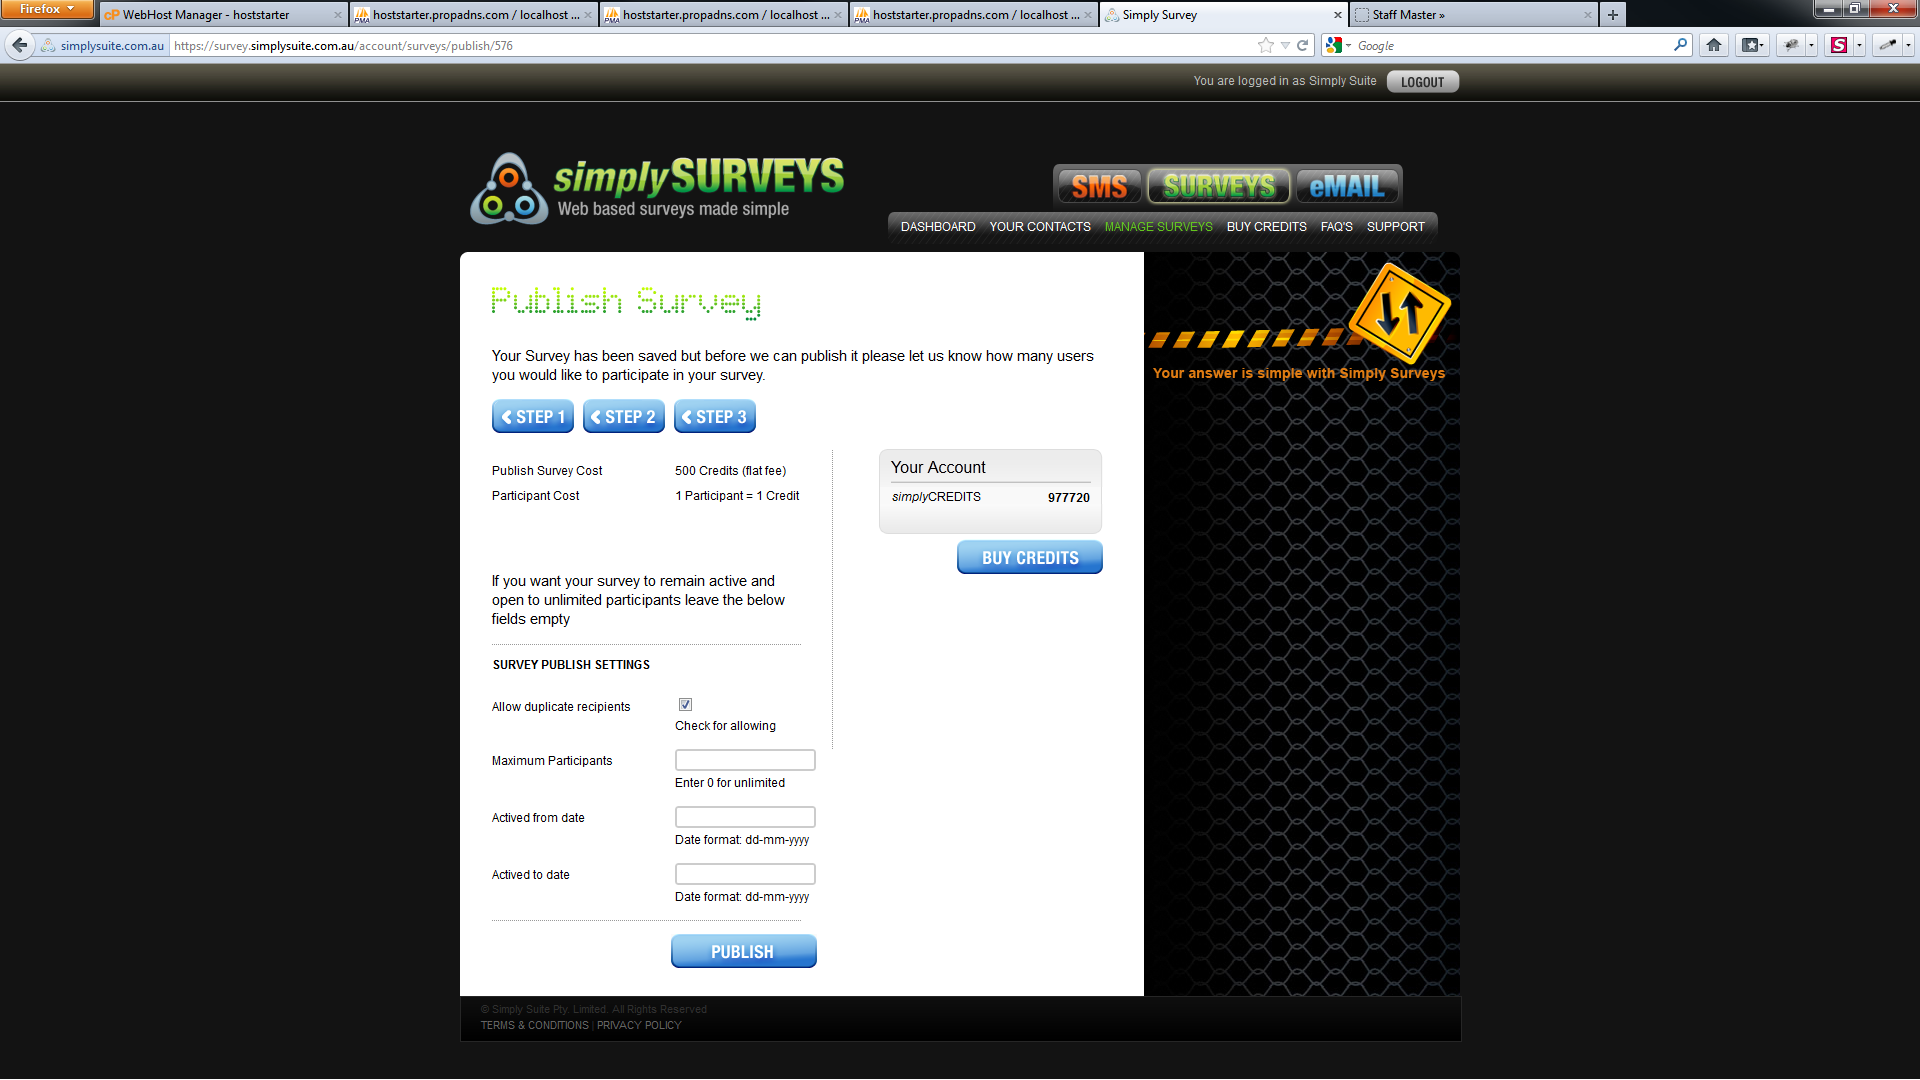 Firefox
WebHost Manager - hoststarter
hoststarter.propadns.com / localhost ...
hoststarter.propadns.com / localhost ...
hoststarter.propadns.com / localhost ...
Simply Survey
Staff Master »
simplysuite.com.au
https://survey.simplysuite.com.au/account/surveys/publish/576
Google
You are logged in as Simply Suite
LOGOUT
simplySURVEYS
Web based surveys made simple
SMS
SURVEYS
eMAIL
DASHBOARD
YOUR CONTACTS
MANAGE SURVEYS
BUY CREDITS
FAQ'S
SUPPORT
Publish Survey
Your Survey has been saved but before we can publish it please let us know how many users
you would like to participate in your survey.
STEP 1
STEP 2
STEP 3
Your answer is simple with Simply Surveys
Publish Survey Cost
500 Credits (flat fee)
Participant Cost
1 Participant = 1 Credit
Your Account
simplyCREDITS
977720
BUY CREDITS
If you want your survey to remain active and
open to unlimited participants leave the below
fields empty
SURVEY PUBLISH SETTINGS
Allow duplicate recipients
Check for allowing
Maximum Participants
Enter 0 for unlimited
Actived from date
Date format: dd-mm-yyyy
Actived to date
Date format: dd-mm-yyyy
PUBLISH
© Simply Suite Pty. Limited. All Rights Reserved
TERMS & CONDITIONS | PRIVACY POLICY